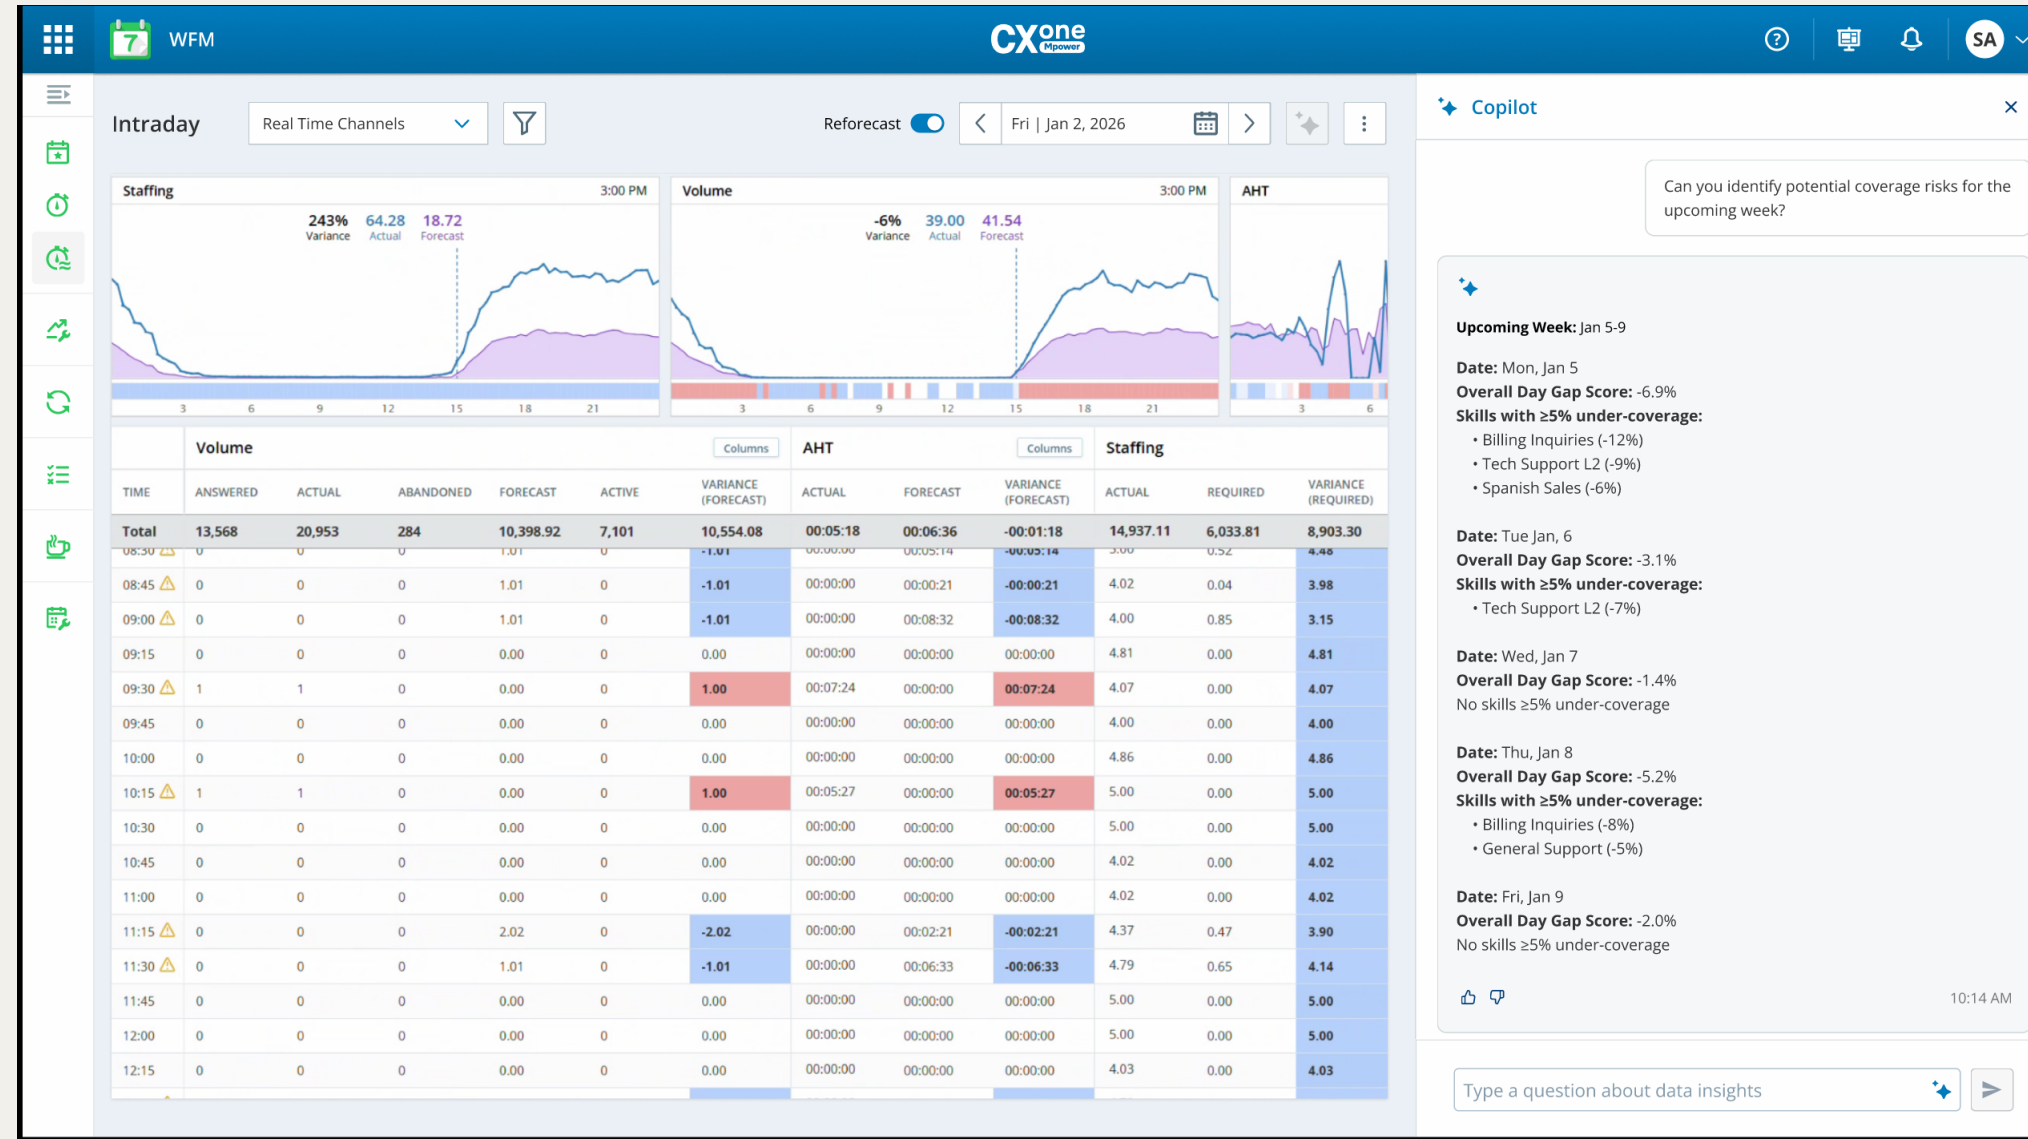 7 WFM
CXone
Mpower
SA
Intraday
Real Time Channels
Reforecast
Fri | Jan 2, 2026
Staffing 3:00 PM
243% 64.28 18.72
Variance Actual Forecast
3 6 9 12 15 18 21
Volume 3:00 PM
-6% 39.00 41.54
Variance Actual Forecast
3 6 9 12 15 18 21
AHT
3 6
Volume Columns AHT Columns Staffing
TIME ANSWERED ACTUAL ABANDONED FORECAST ACTIVE VARIANCE (FORECAST) ACTUAL FORECAST VARIANCE (FORECAST) ACTUAL REQUIRED VARIANCE (REQUIRED)
Total 13,568 20,953 284 10,398.92 7,101 10,554.08 00:05:18 00:06:36 -00:01:18 14,937.11 6,033.81 8,903.30
08:30 0 0 0 1.01 0 -1.01 00:00:00 00:05:14 -00:05:14 3.00 0.52 4.48
08:45 0 0 0 1.01 0 -1.01 00:00:00 00:00:21 -00:00:21 4.02 0.04 3.98
09:00 0 0 0 1.01 0 -1.01 00:00:00 00:08:32 -00:08:32 4.00 0.85 3.15
09:15 0 0 0 0.00 0 0.00 00:00:00 00:00:00 00:00:00 4.81 0.00 4.81
09:30 1 1 0 0.00 0 1.00 00:07:24 00:00:00 00:07:24 4.07 0.00 4.07
09:45 0 0 0 0.00 0 0.00 00:00:00 00:00:00 00:00:00 4.00 0.00 4.00
10:00 0 0 0 0.00 0 0.00 00:00:00 00:00:00 00:00:00 4.86 0.00 4.86
10:15 1 1 0 0.00 0 1.00 00:05:27 00:00:00 00:05:27 5.00 0.00 5.00
10:30 0 0 0 0.00 0 0.00 00:00:00 00:00:00 00:00:00 5.00 0.00 5.00
10:45 0 0 0 0.00 0 0.00 00:00:00 00:00:00 00:00:00 4.02 0.00 4.02
11:00 0 0 0 0.00 0 0.00 00:00:00 00:00:00 00:00:00 4.02 0.00 4.02
11:15 0 0 0 2.02 0 -2.02 00:00:00 00:02:21 -00:02:21 4.37 0.47 3.90
11:30 0 0 0 1.01 0 -1.01 00:00:00 00:06:33 -00:06:33 4.79 0.65 4.14
11:45 0 0 0 0.00 0 0.00 00:00:00 00:00:00 00:00:00 5.00 0.00 5.00
12:00 0 0 0 0.00 0 0.00 00:00:00 00:00:00 00:00:00 5.00 0.00 5.00
12:15 0 0 0 0.00 0 0.00 00:00:00 00:00:00 00:00:00 4.03 0.00 4.03
Copilot
Can you identify potential coverage risks for the
upcoming week?
Upcoming Week: Jan 5-9
Date: Mon, Jan 5
Overall Day Gap Score: -6.9%
Skills with ≥5% under-coverage:
• Billing Inquiries (-12%)
• Tech Support L2 (-9%)
• Spanish Sales (-6%)
Date: Tue Jan, 6
Overall Day Gap Score: -3.1%
Skills with ≥5% under-coverage:
• Tech Support L2 (-7%)
Date: Wed, Jan 7
Overall Day Gap Score: -1.4%
No skills ≥5% under-coverage
Date: Thu, Jan 8
Overall Day Gap Score: -5.2%
Skills with ≥5% under-coverage:
• Billing Inquiries (-8%)
• General Support (-5%)
Date: Fri, Jan 9
Overall Day Gap Score: -2.0%
No skills ≥5% under-coverage
10:14 AM
Type a question about data insights